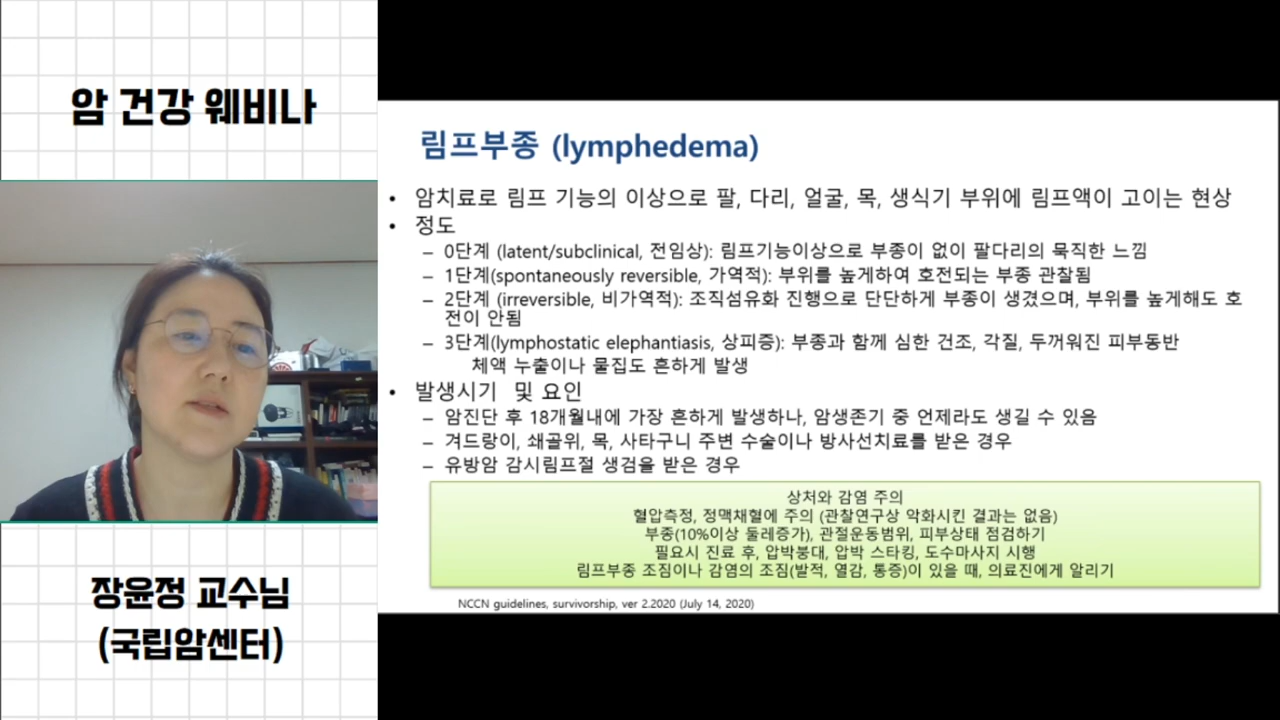 암 건강 웨비나
장윤정 교수님
(국립암센터)
림프부종 (lymphedema)
• 암치료로 림프 기능의 이상으로 팔, 다리, 얼굴, 목, 생식기 부위에 림프액이 고이는 현상
• 정도
– 0단계 (latent/subclinical, 전임상): 림프기능이상으로 부종이 없이 팔다리의 묵직한 느낌
– 1단계(spontaneously reversible, 가역적): 부위를 높게하여 호전되는 부종 관찰됨
– 2단계 (irreversible, 비가역적): 조직섬유화 진행으로 단단하게 부종이 생겼으며, 부위를 높게해도 호
전이 안됨
– 3단계(lymphostatic elephantiasis, 상피증): 부종과 함께 심한 건조, 각질, 두꺼워진 피부동반
체액 누출이나 물집도 흔하게 발생
• 발생시기 및 요인
– 암진단 후 18개월내에 가장 흔하게 발생하나, 암생존기 중 언제라도 생길 수 있음
– 겨드랑이, 쇄골위, 목, 사타구니 주변 수술이나 방사선치료를 받은 경우
– 유방암 감시림프절 생검을 받은 경우
상처와 감염 주의
혈압측정, 정맥채혈에 주의 (관찰연구상 악화시킨 결과는 없음)
부종(10%이상 둘레증가), 관절운동범위, 피부상태 점검하기
필요시 진료 후, 압박붕대, 압박 스타킹, 도수마사지 시행
림프부종 조짐이나 감염의 조짐(발적, 열감, 통증)이 있을 때, 의료진에게 알리기
NCCN guidelines, survivorship, ver 2.2020 (July 14, 2020)